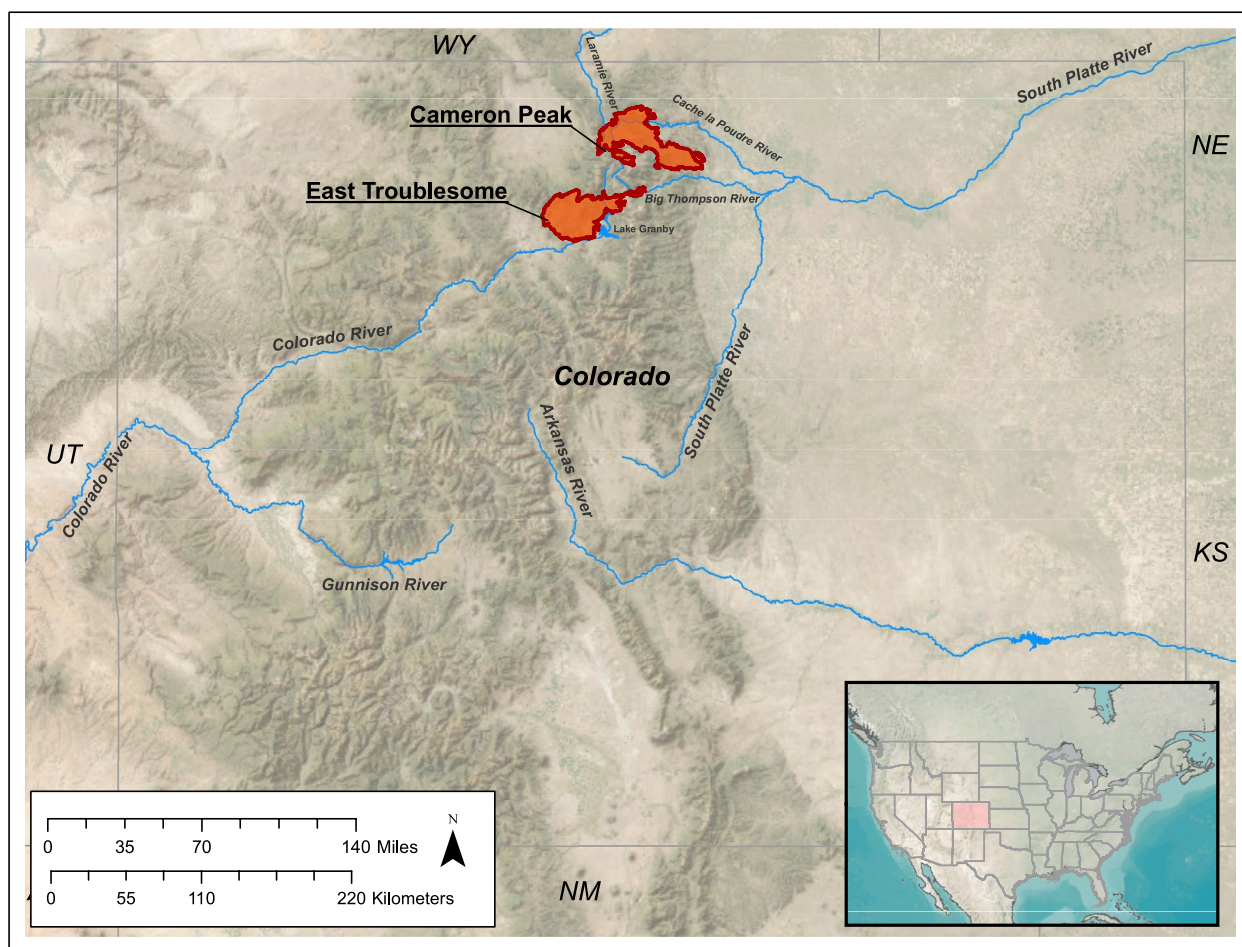 WY
Laramie River
South Platte River
Cameron Peak
Cache la Poudre River
NE
East Troublesome
Big Thompson River
Lake Granby
Colorado River
Colorado
South Platte River
Arkansas River
UT
Colorado River
KS
Gunnison River
NM
N
0 35 70 140 Miles
0 55 110 220 Kilometers